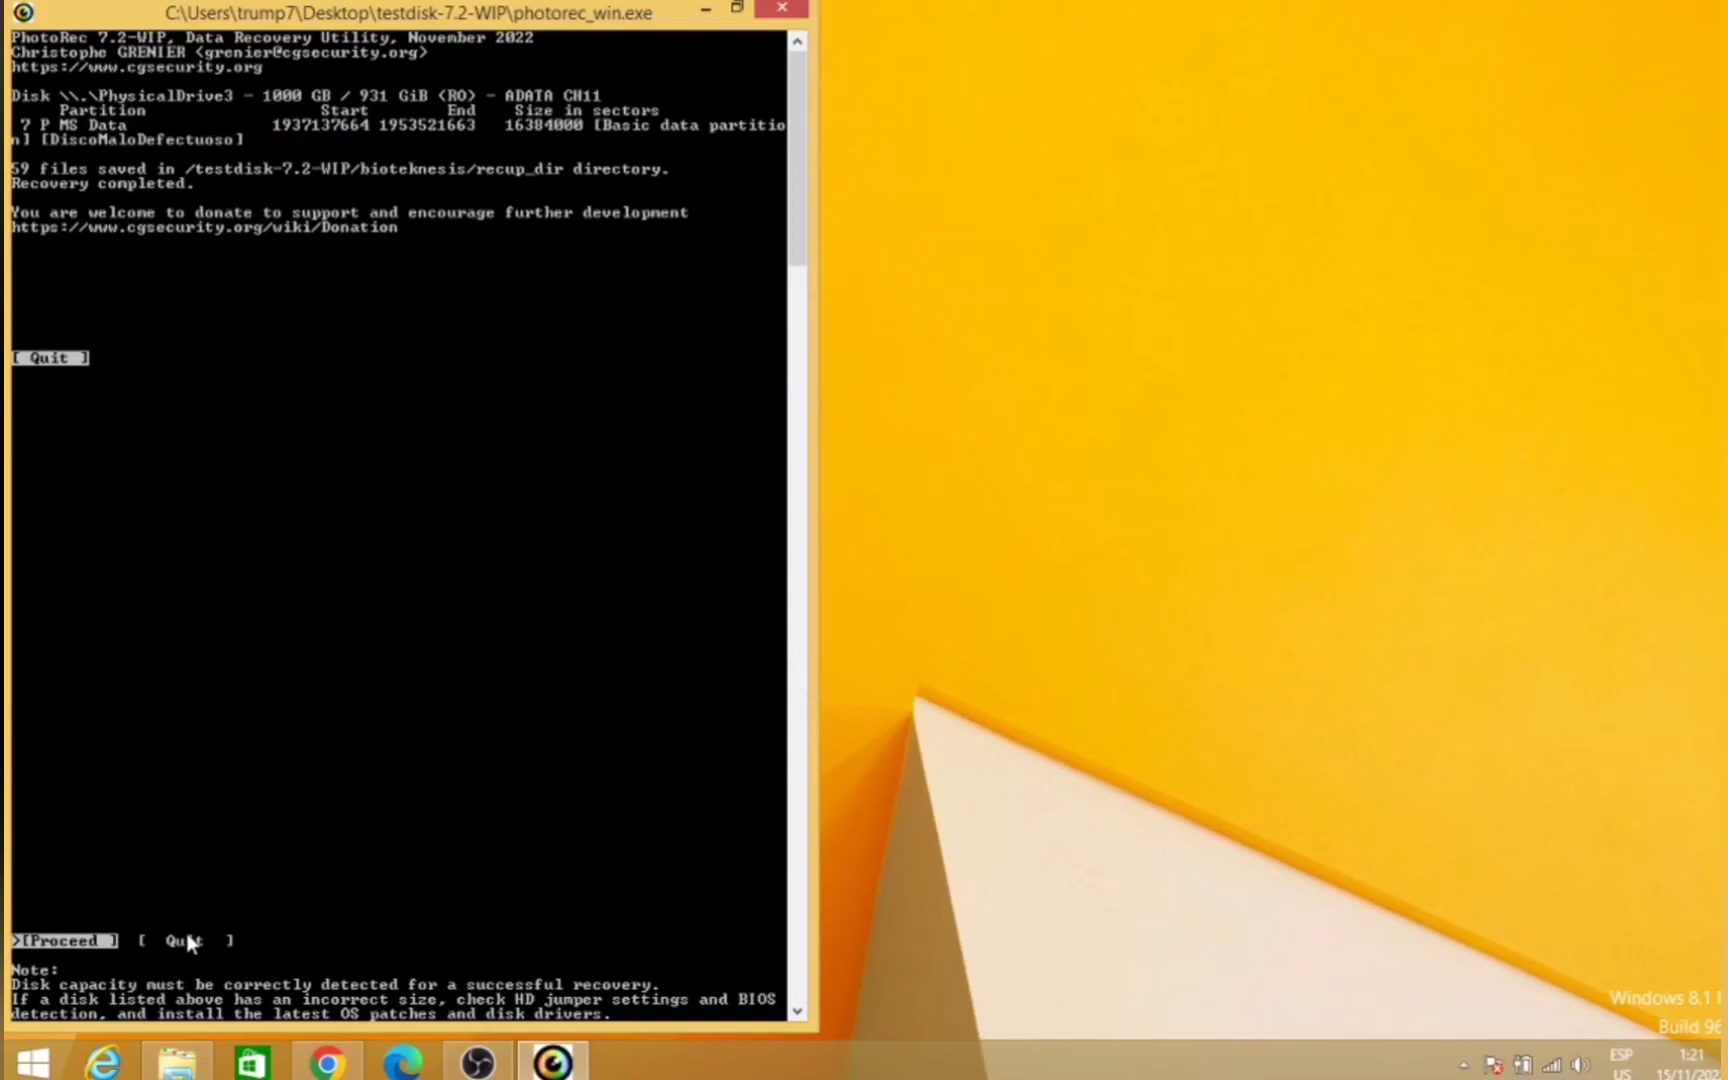 C:\Users\trump7\Desktop\testdisk-7.2-WIP\photorec_win.exe
PhotoRec 7.2-WIP, Data Recovery Utility, November 2022
Christophe GRENIER <grenier@cgsecurity.org>
https://www.cgsecurity.org
Disk \\.\PhysicalDrive3 - 1000 GB / 931 GiB (RO) - ADATA CH11
Partition Start End Size in sectors
7 P MS Data 1937137664 1953521663 16384000 [Basic data partitio
n] [DiscoMaloDefectuoso]
59 files saved in /testdisk-7.2-WIP/bioteknesis/recup_dir directory.
Recovery completed.
You are welcome to donate to support and encourage further development
https://www.cgsecurity.org/wiki/Donation
[ Quit ]
>[Proceed ] [ Quit ]
Note:
Disk capacity must be correctly detected for a successful recovery.
If a disk listed above has an incorrect size, check HD jumper settings and BIOS
detection, and install the latest OS patches and disk drivers.
Windows 8.1
Build 96
ESP 1:21
US 15/11/202